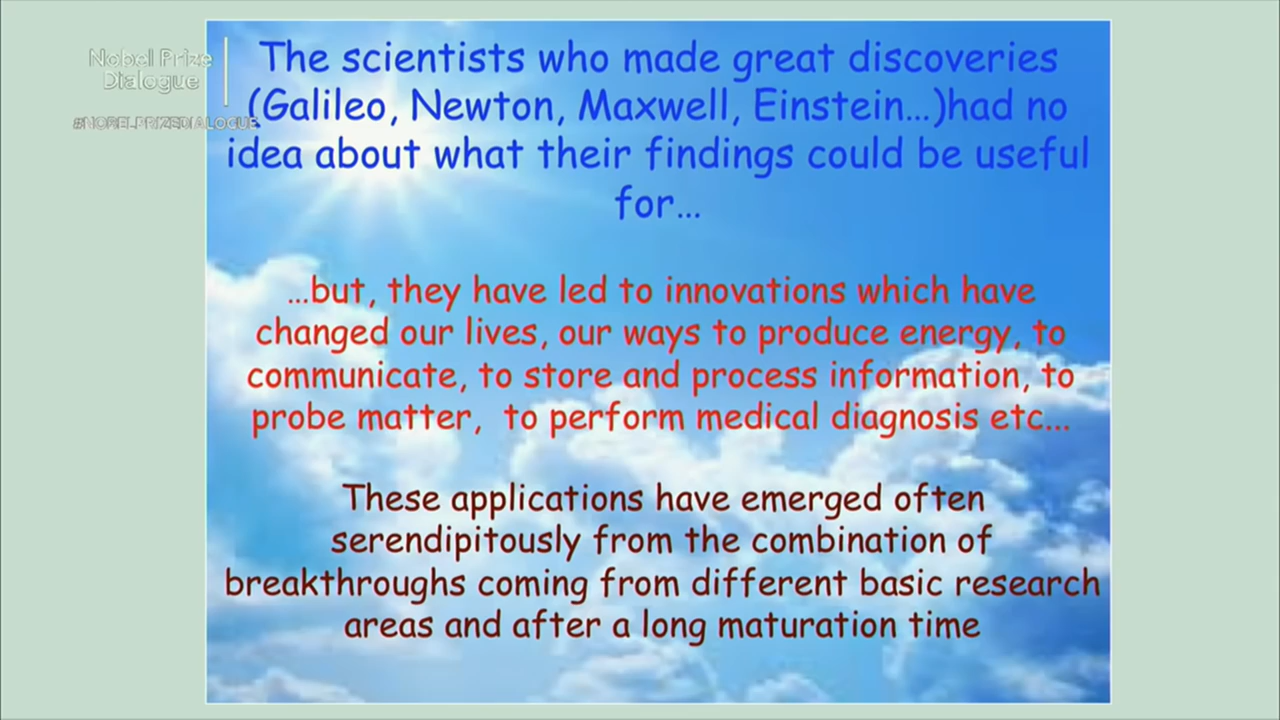 Nobel Prize
Dialogue
#NOBELPRIZEDIALOGUE
The scientists who made great discoveries
(Galileo, Newton, Maxwell, Einstein...)had no
idea about what their findings could be useful
for...
...but, they have led to innovations which have
changed our lives, our ways to produce energy, to
communicate, to store and process information, to
probe matter,  to perform medical diagnosis etc...
These applications have emerged often
serendipitously from the combination of
breakthroughs coming from different basic research
areas and after a long maturation time